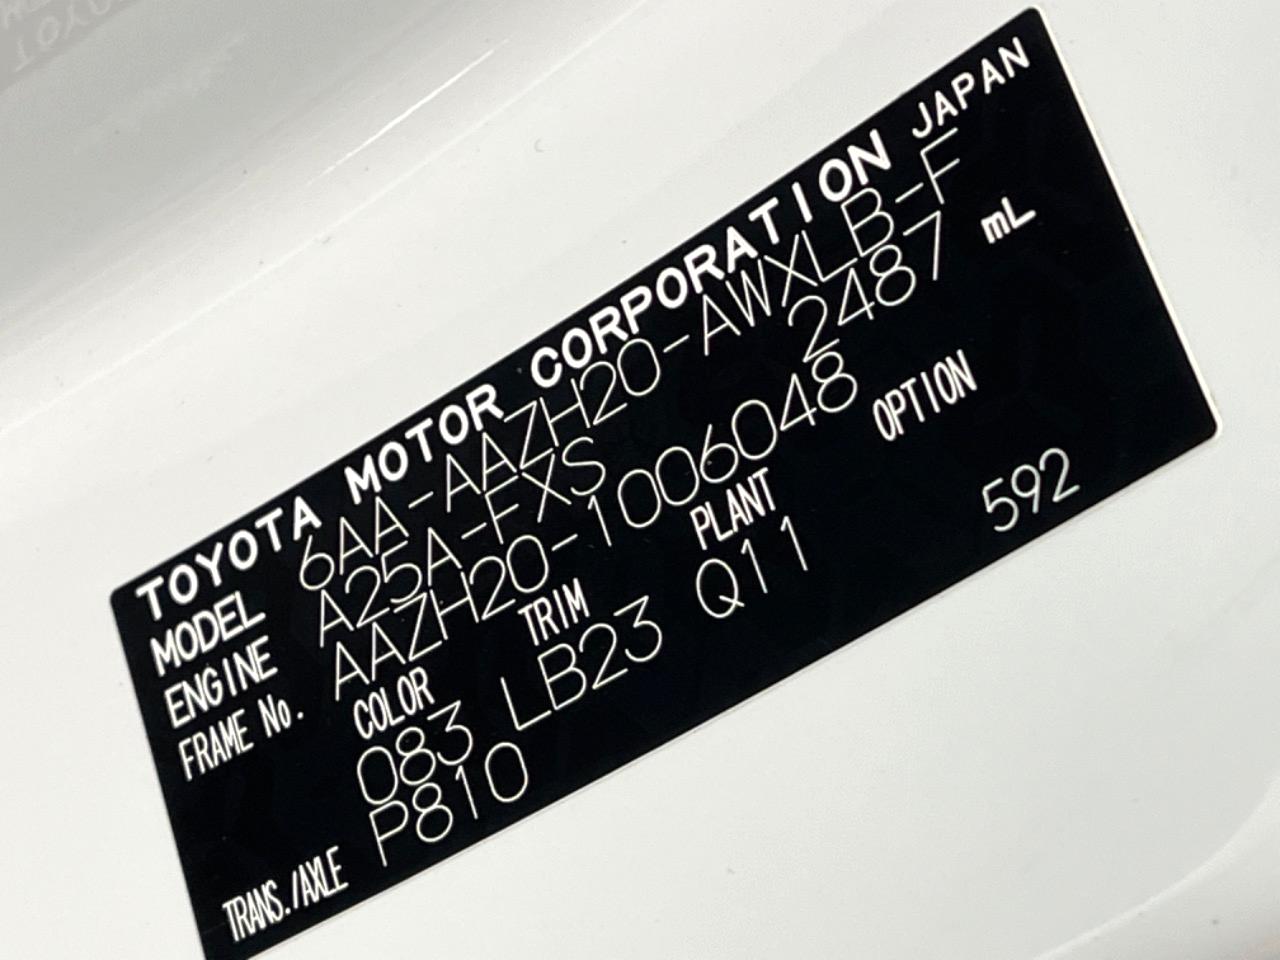 TOYOTA MOTOR CORPORATION JAPAN
MODEL 6AA-AAZH20-AWXLB-F
ENGINE A25A-FXS 2487 mL
FRAME No. AAZH20-1006048
COLOR TRIM PLANT OPTION
083 LB23 Q11 592
TRANS./AXLE P810